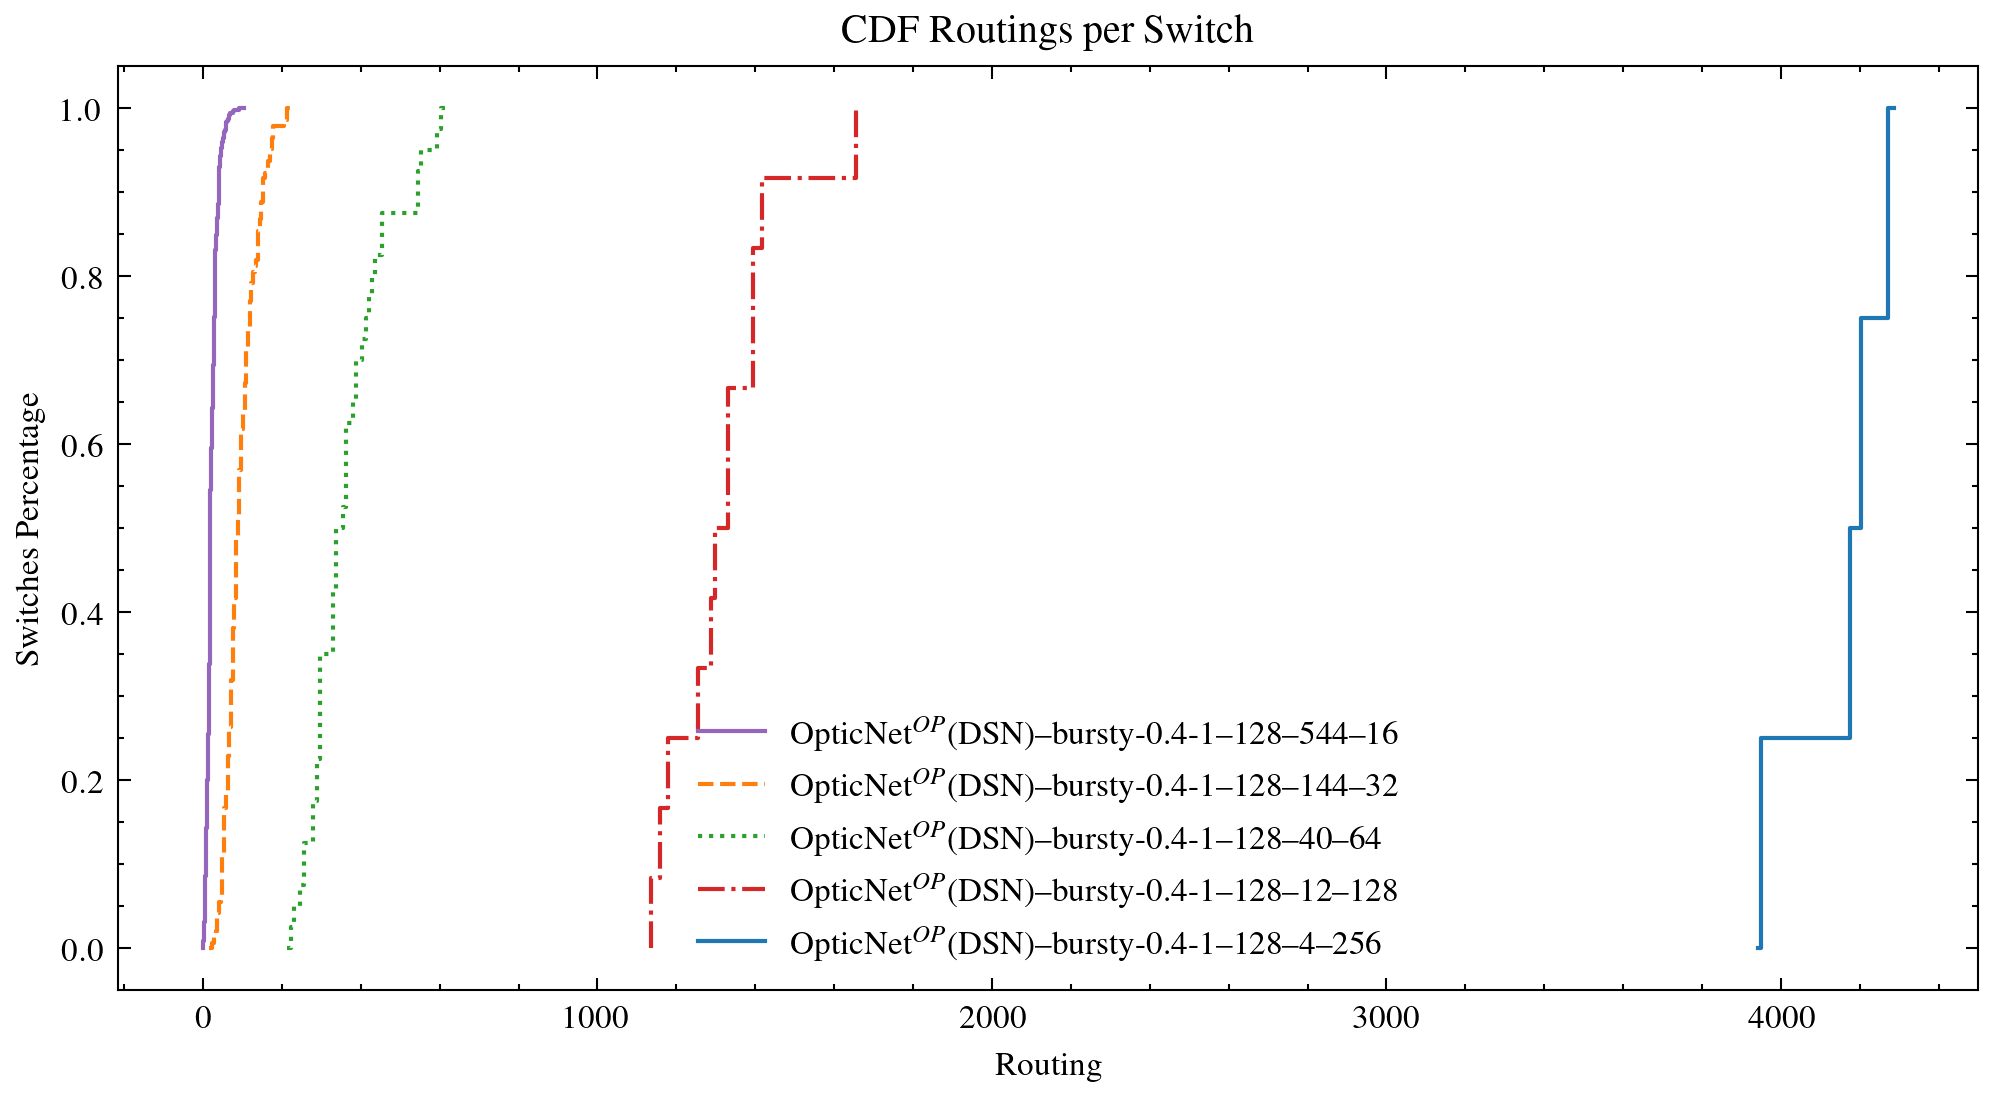 CDF Routings per Switch
Switches Percentage
1.0
0.8
0.6
0.4
0.2
0.0
OpticNet^OP(DSN)–bursty-0.4-1–128–544–16
OpticNet^OP(DSN)–bursty-0.4-1–128–144–32
OpticNet^OP(DSN)–bursty-0.4-1–128–40–64
OpticNet^OP(DSN)–bursty-0.4-1–128–12–128
OpticNet^OP(DSN)–bursty-0.4-1–128–4–256
0 1000 2000 3000 4000
Routing